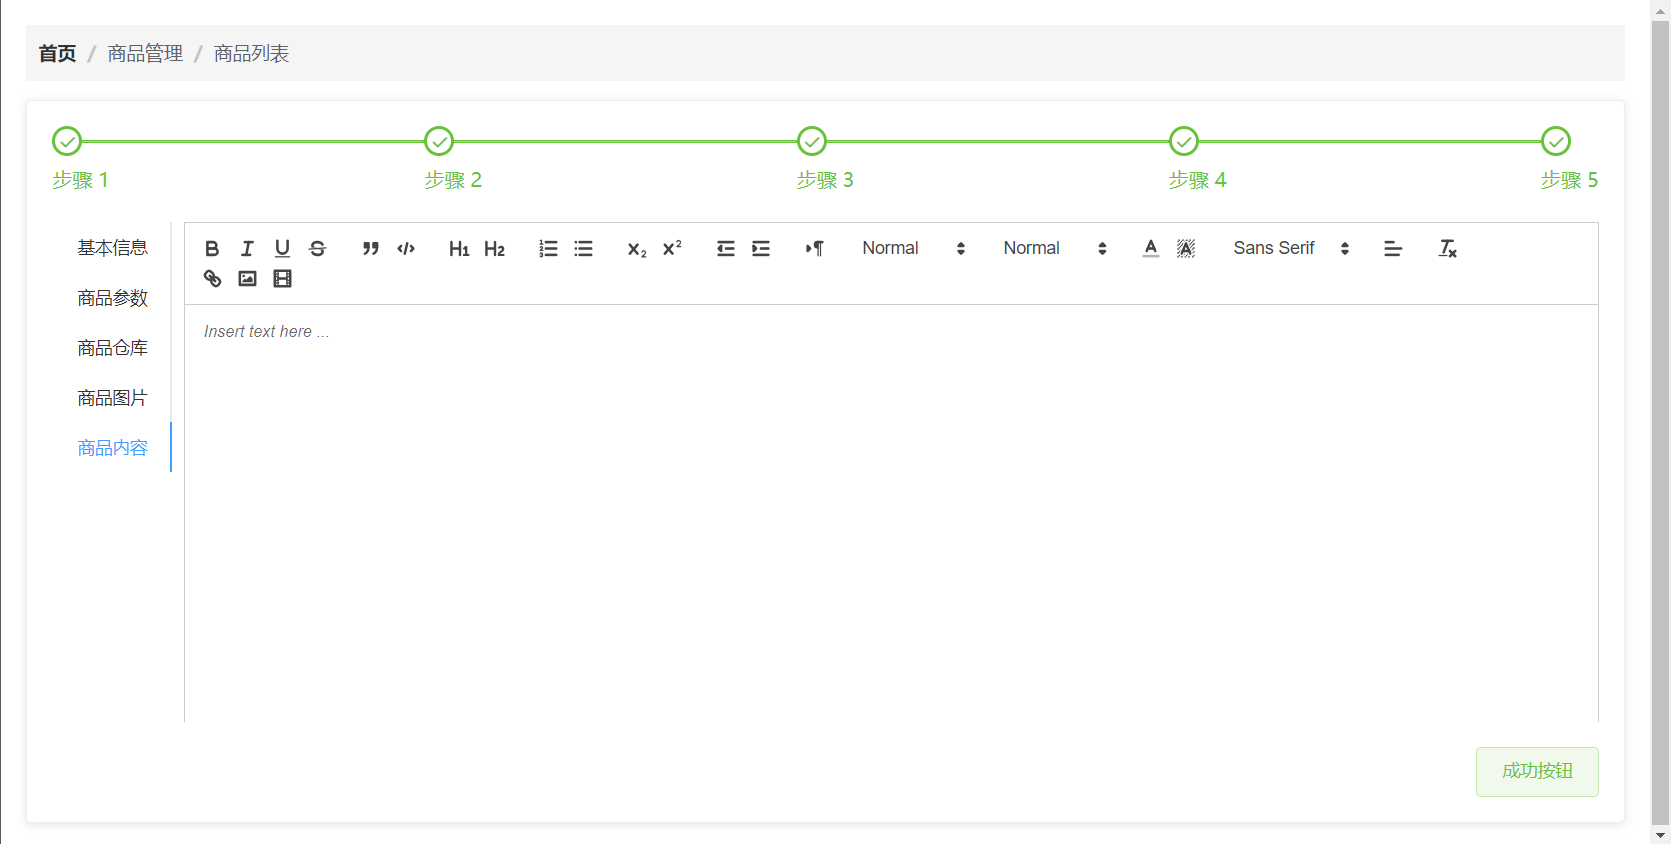 首页 / 商品管理 / 商品列表
步骤 1
步骤 2
步骤 3
步骤 4
步骤 5
基本信息
商品参数
商品仓库
商品图片
商品内容
B I U S H1 H2 X2 X² Normal Normal A A Sans Serif Tx
Insert text here ...
成功按钮